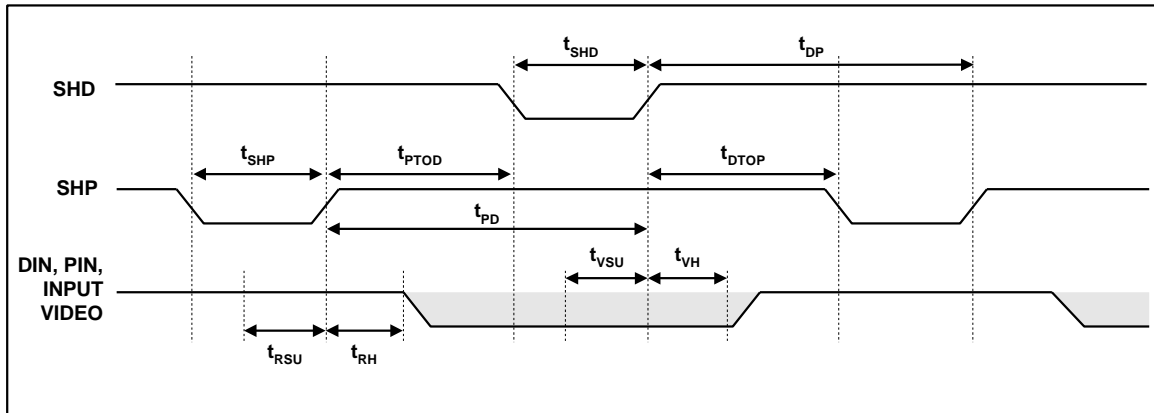 tSHD
tDP
SHD
tSHP
tPTOD
tDTOP
SHP
tPD
DIN, PIN,
INPUT
VIDEO
tVSU
tVH
tRSU
tRH